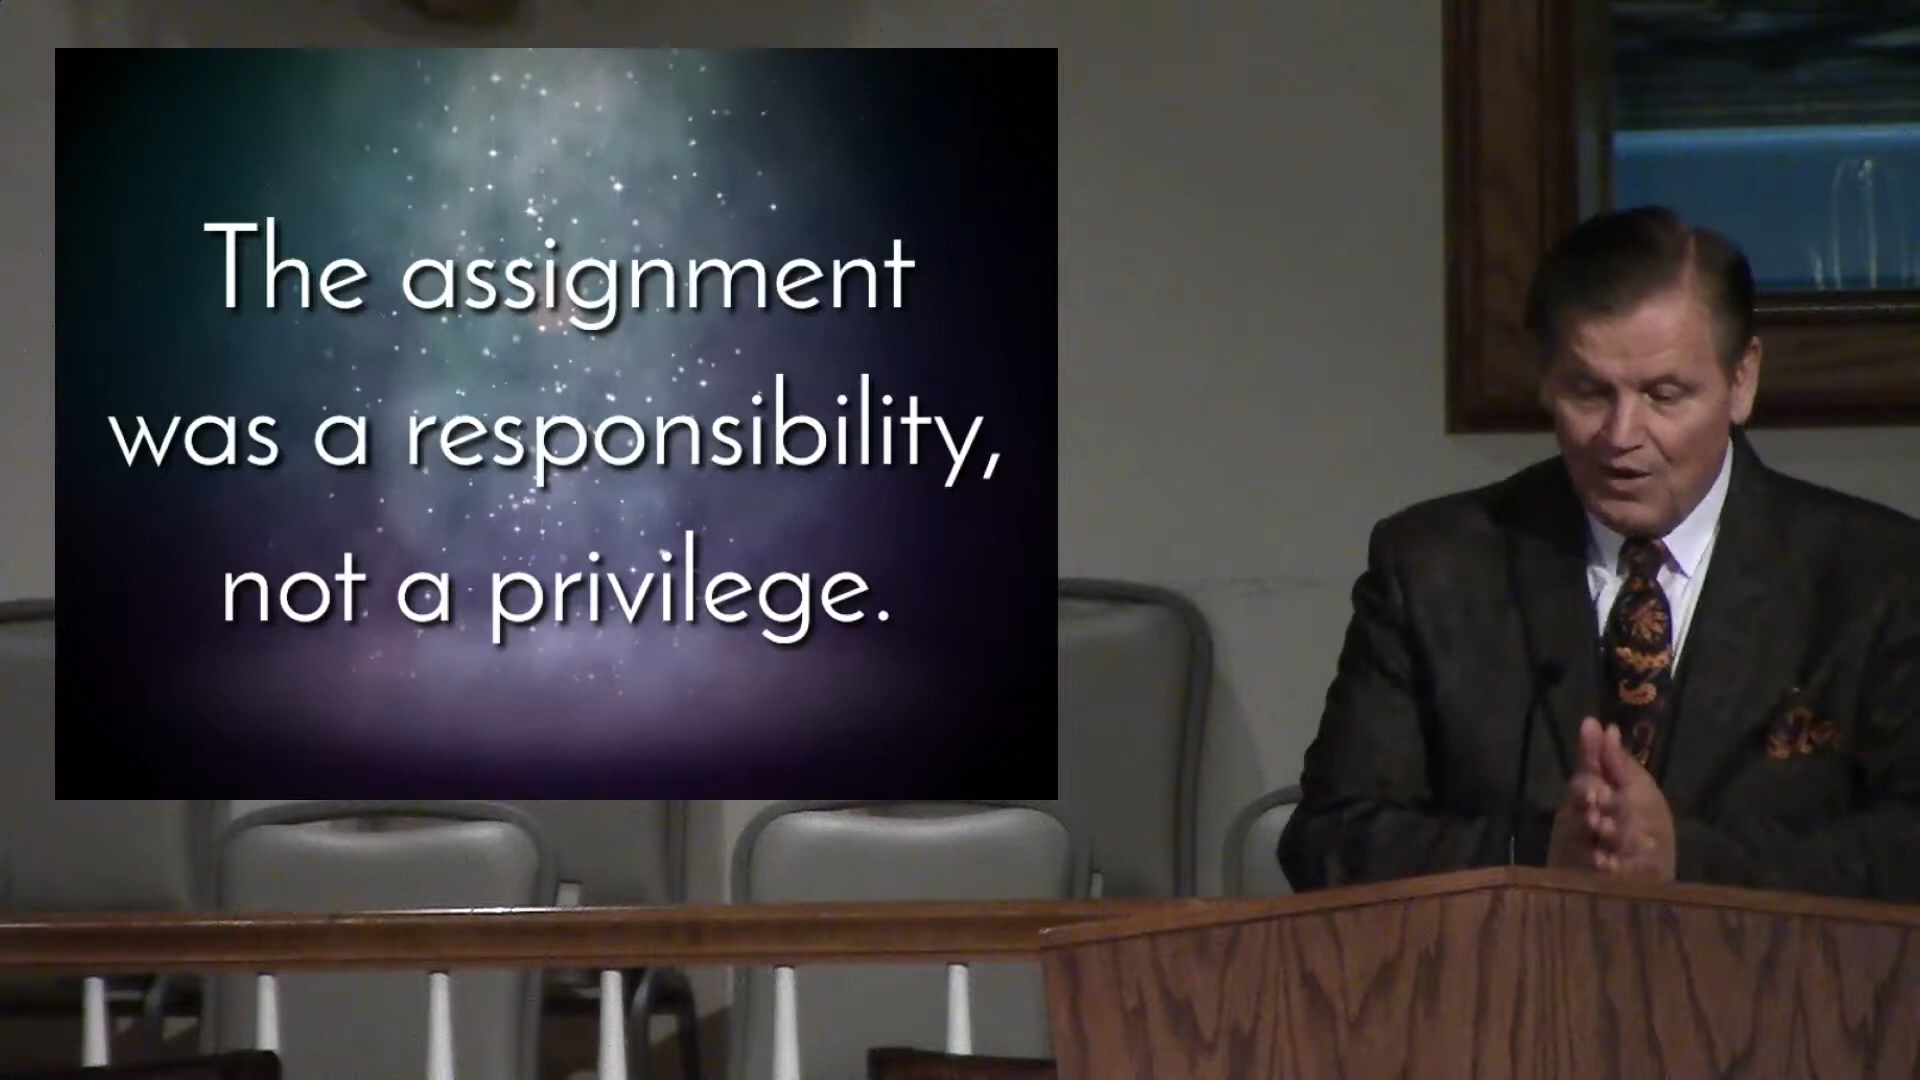 The assignment
was a responsibility,
not a privilege.